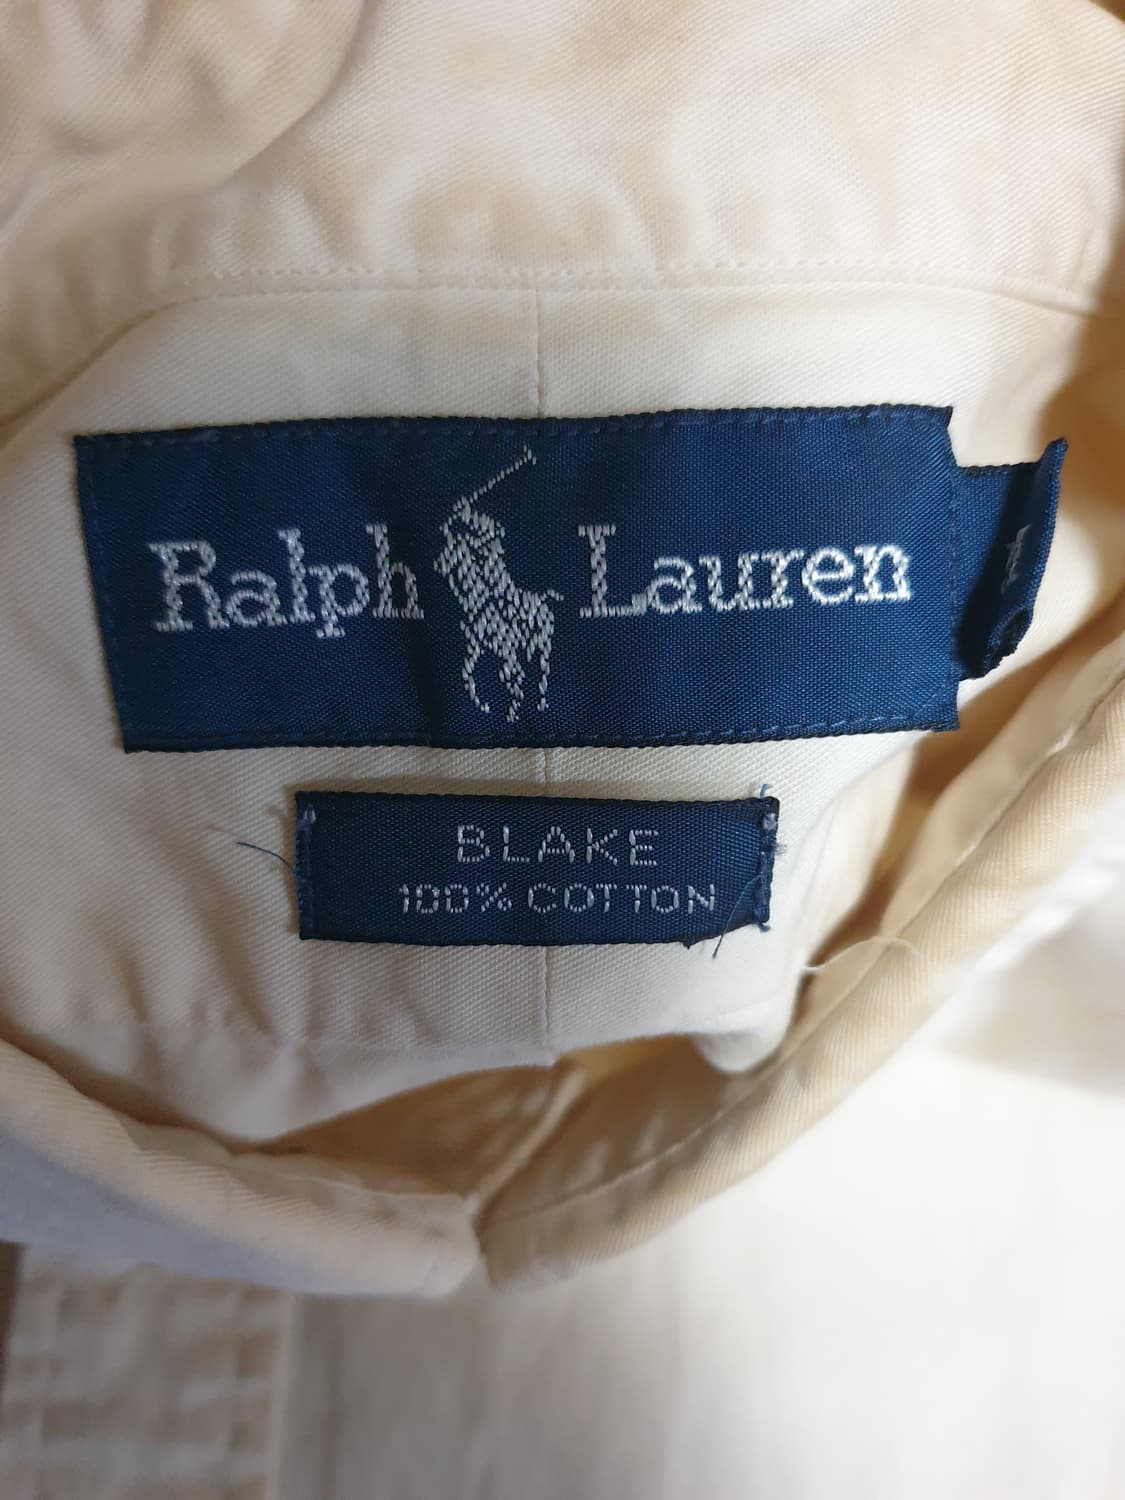 Ralph Lauren
BLAKE
100% COTTON